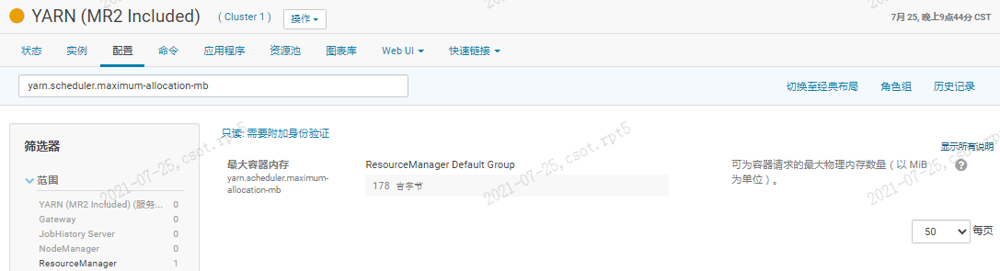 YARN (MR2 Included) ( Cluster 1 ) 操作
7月 25, 晚上9点44分 CST
状态 实例 配置 命令 应用程序 资源池 图表库 Web UI 快速链接
yarn.scheduler.maximum-allocation-mb
切换至经典布局 角色组 历史记录
筛选器
范围
YARN (MR2 Included) (服务... 0
Gateway 0
JobHistory Server 0
NodeManager 0
ResourceManager 1
只读: 需要附加身份验证
显示所有说明
最大容器内存
yarn.scheduler.maximum-
allocation-mb
ResourceManager Default Group
178 吉字节
可为容器请求的最大物理内存数量（以 MiB
为单位）。
50 每页
2021-07-25,csot.rpt5
2021-07-25,csot.rpt5
2021-07-25,csot.rpt5